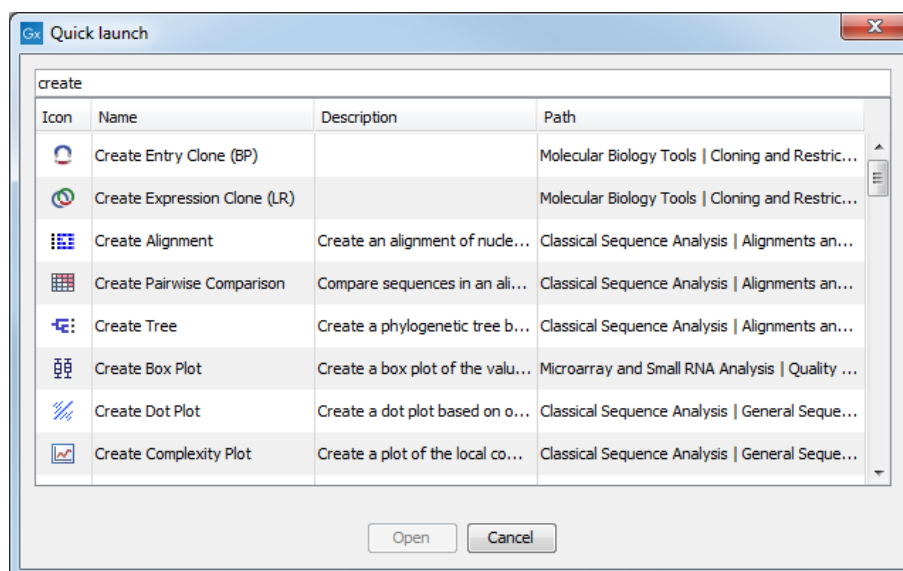 Gx Quick launch
create
Icon Name Description Path
Create Entry Clone (BP) Molecular Biology Tools | Cloning and Restric...
Create Expression Clone (LR) Molecular Biology Tools | Cloning and Restric...
Create Alignment Create an alignment of nucle... Classical Sequence Analysis | Alignments an...
Create Pairwise Comparison Compare sequences in an ali... Classical Sequence Analysis | Alignments an...
Create Tree Create a phylogenetic tree b... Classical Sequence Analysis | Alignments an...
Create Box Plot Create a box plot of the valu... Microarray and Small RNA Analysis | Quality ...
Create Dot Plot Create a dot plot based on o... Classical Sequence Analysis | General Seque...
Create Complexity Plot Create a plot of the local co... Classical Sequence Analysis | General Seque...
Open Cancel